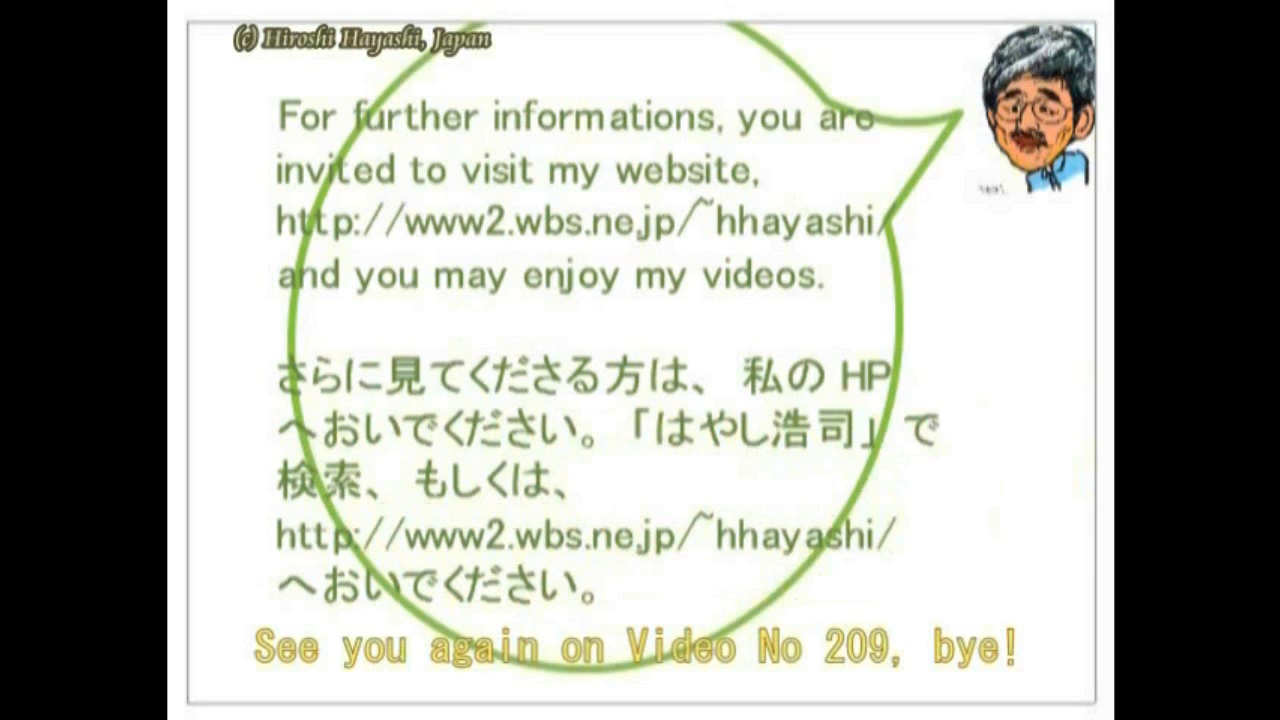 (c) Hiroshi Hayashi, Japan
For further informations, you are
invited to visit my website,
http://www2.wbs.ne.jp/~hhayashi/
and you may enjoy my videos.
さらに見てくださる方は、私の HP
へおいでください。「はやし浩司」で
検索、もしくは、
http://www2.wbs.ne.jp/~hhayashi/
へおいでください。
See you again on Video No 209, bye!